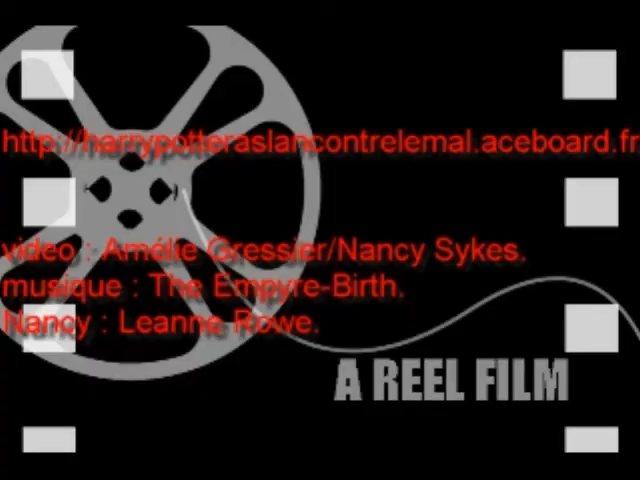 http://harrypotteraslancontrelemal.aceboard.fr
video : Amélie Gressier/Nancy Sykes.
musique : The Empyre-Birth.
Nancy : Leanne Rowe.
A REEL FILM